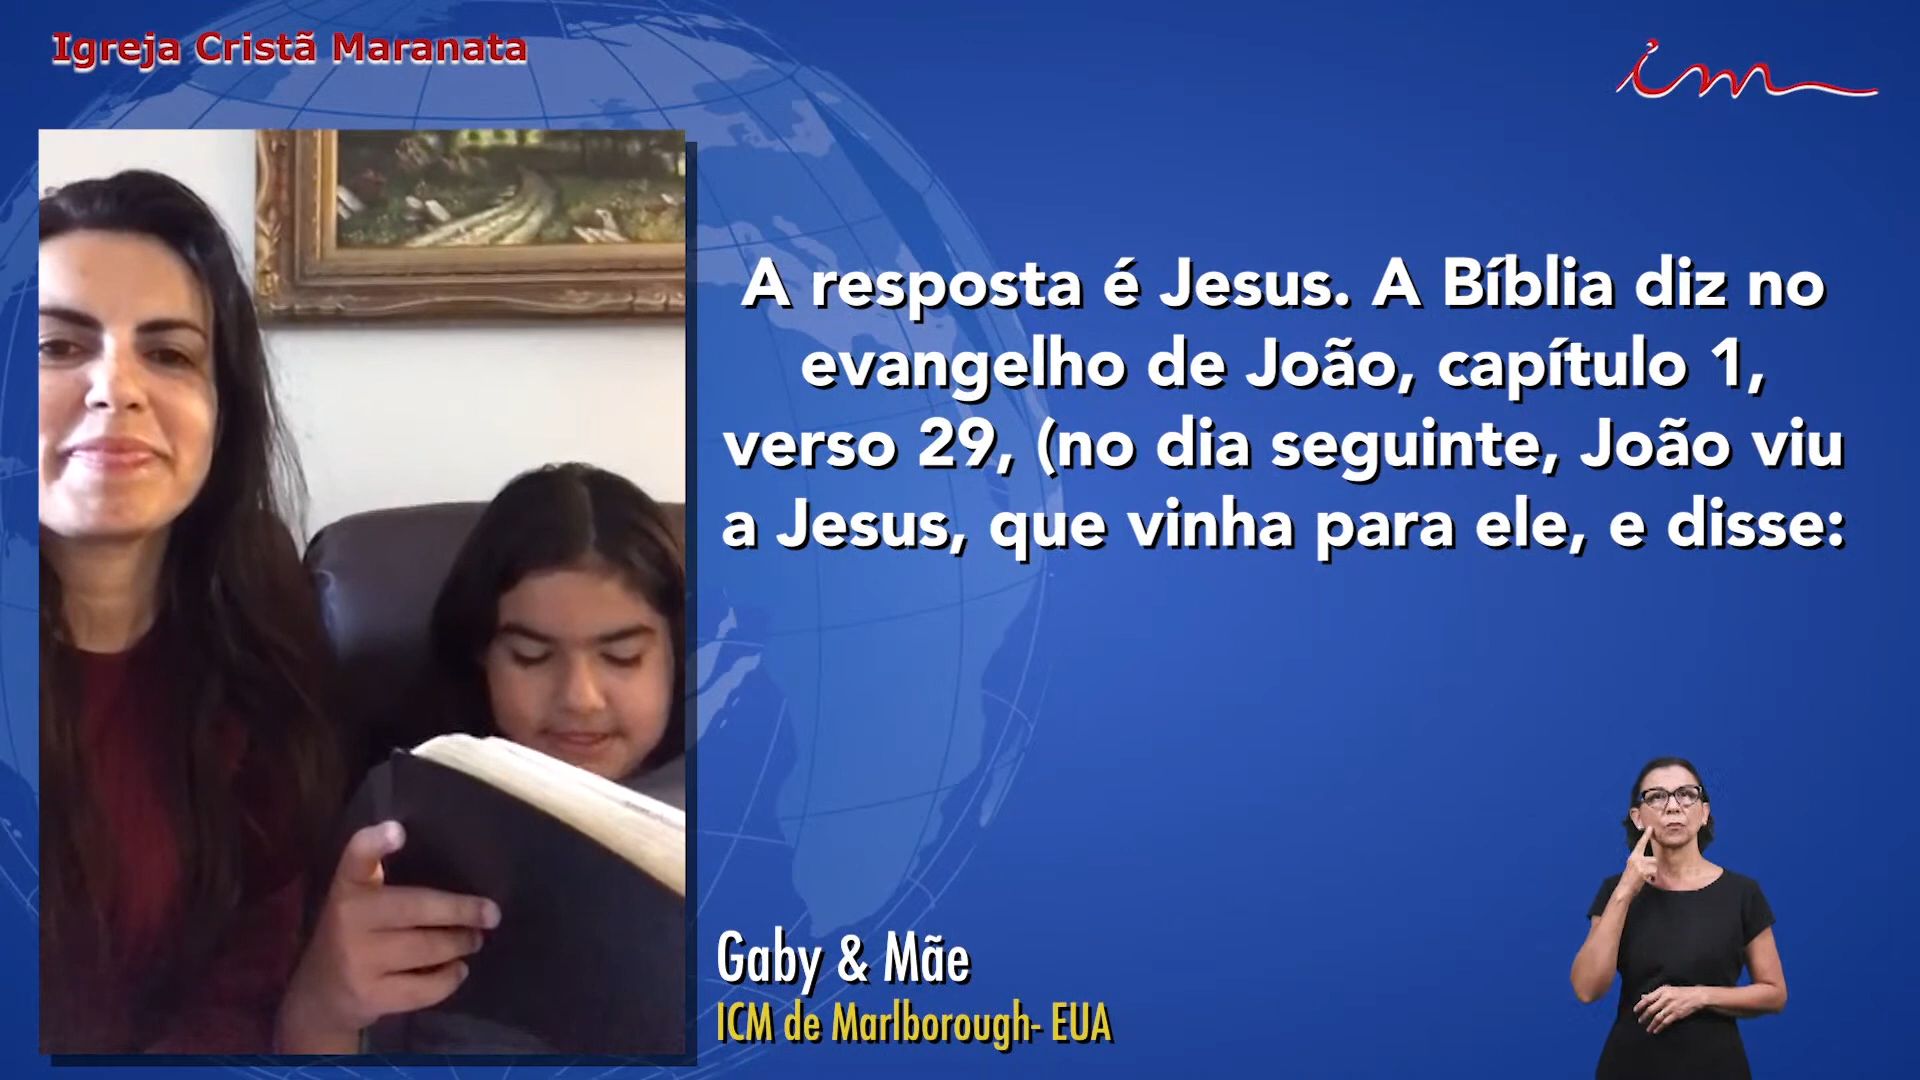 Igreja Cristã Maranata
im
A resposta é Jesus. A Bíblia diz no
evangelho de João, capítulo 1,
verso 29, (no dia seguinte, João viu
a Jesus, que vinha para ele, e disse:
Gaby & Mãe
ICM de Marlborough- EUA